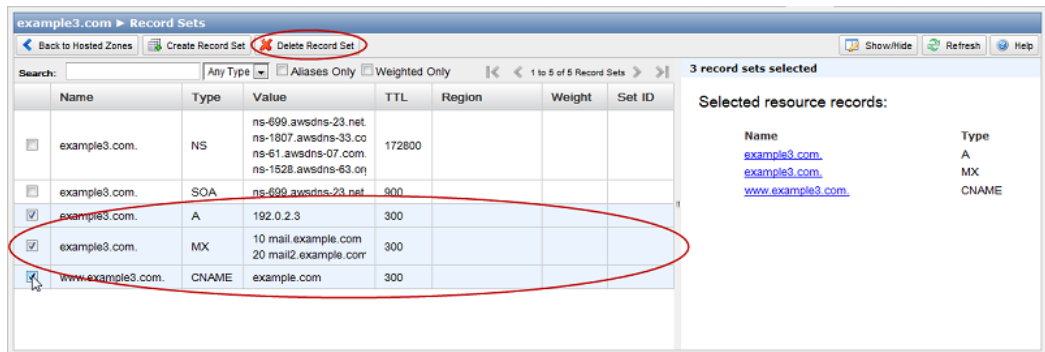 example3.com ▶ Record Sets
Back to Hosted Zones Create Record Set Delete Record Set Show/Hide Refresh Help
Search: Any Type Aliases Only Weighted Only 1 to 5 of 5 Record Sets
Name Type Value TTL Region Weight Set ID
example3.com. NS 172800
ns-699.awsdns-23.net.
ns-1807.awsdns-33.co
ns-61.awsdns-07.com.
ns-1528.awsdns-63.or
example3.com. SOA ns-699.awsdns-23.net 900
example3.com. A 192.0.2.3 300
example3.com. MX 300
10 mail.example.com
20 mail2.example.com
www.example3.com. CNAME example.com 300
3 record sets selected
Selected resource records:
Name Type
example3.com. A
example3.com. MX
www.example3.com. CNAME